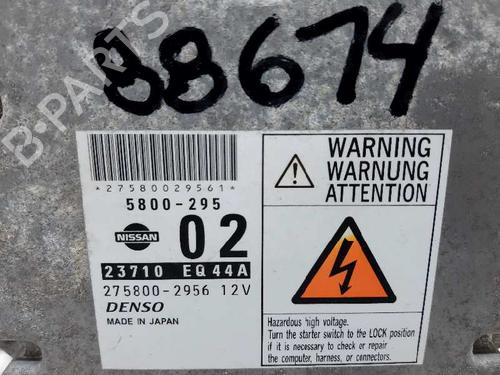 88674
B-PARTS
*27580029561*
5800-295
NISSAN
02
23710 EQ44A
275800-2956 12V
DENSO
MADE IN JAPAN
WARNING
WARNUNG
ATTENTION
Hazardous high voltage.
Turn the starter switch to the LOCK position
if it is necessary to check or repair
the computer, harness, or connectors.